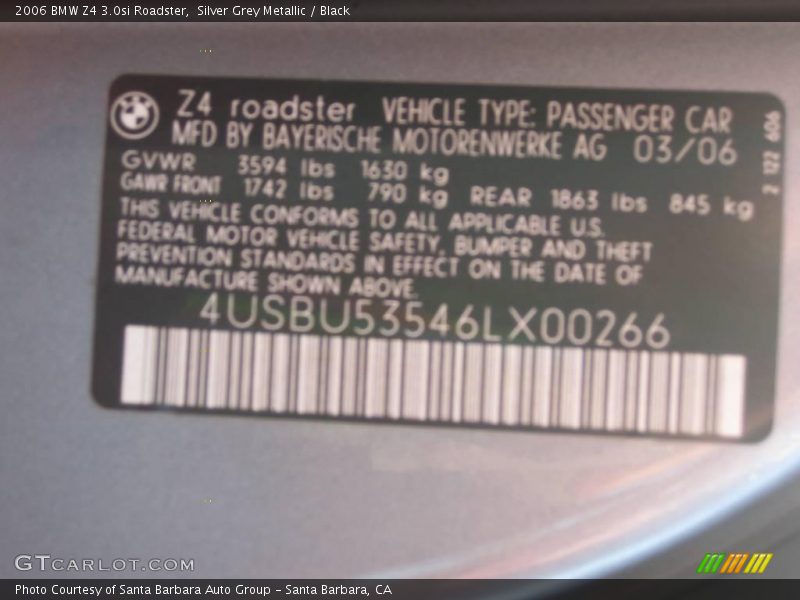 2006 BMW Z4 3.0si Roadster, Silver Grey Metallic / Black
Z4 roadster VEHICLE TYPE: PASSENGER CAR
MFD BY BAYERISCHE MOTORENWERKE AG 03/06
GVWR 3594 lbs 1630 kg
GAWR FRONT 1742 lbs 790 kg REAR 1863 lbs 845 kg
THIS VEHICLE CONFORMS TO ALL APPLICABLE U.S.
FEDERAL MOTOR VEHICLE SAFETY, BUMPER AND THEFT
PREVENTION STANDARDS IN EFFECT ON THE DATE OF
MANUFACTURE SHOWN ABOVE.
4USBU53546LX00266
2 122 606
GTCARLOT.COM
Photo Courtesy of Santa Barbara Auto Group - Santa Barbara, CA